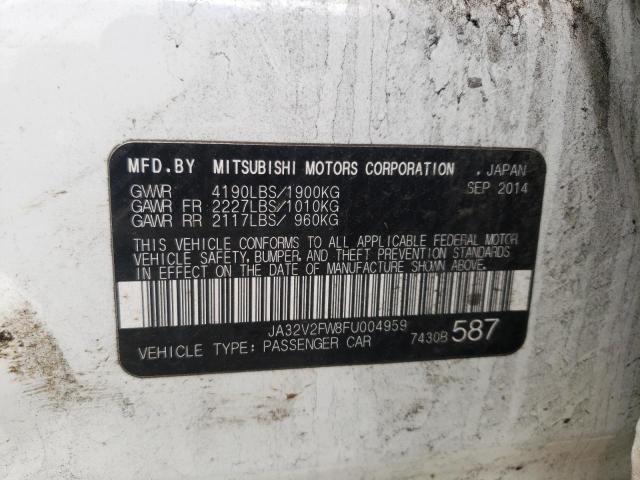 MFD.BY MITSUBISHI MOTORS CORPORATION , JAPAN
GVWR 4190LBS/1900KG SEP 2014
GAWR FR 2227LBS/1010KG
GAWR RR 2117LBS/ 960KG
THIS VEHICLE CONFORMS TO ALL APPLICABLE FEDERAL MOTOR
VEHICLE SAFETY, BUMPER, AND THEFT PREVENTION STANDARDS
IN EFFECT ON THE DATE OF MANUFACTURE SHOWN ABOVE.
JA32V2FW8FU004959
VEHICLE TYPE: PASSENGER CAR 7430B 587